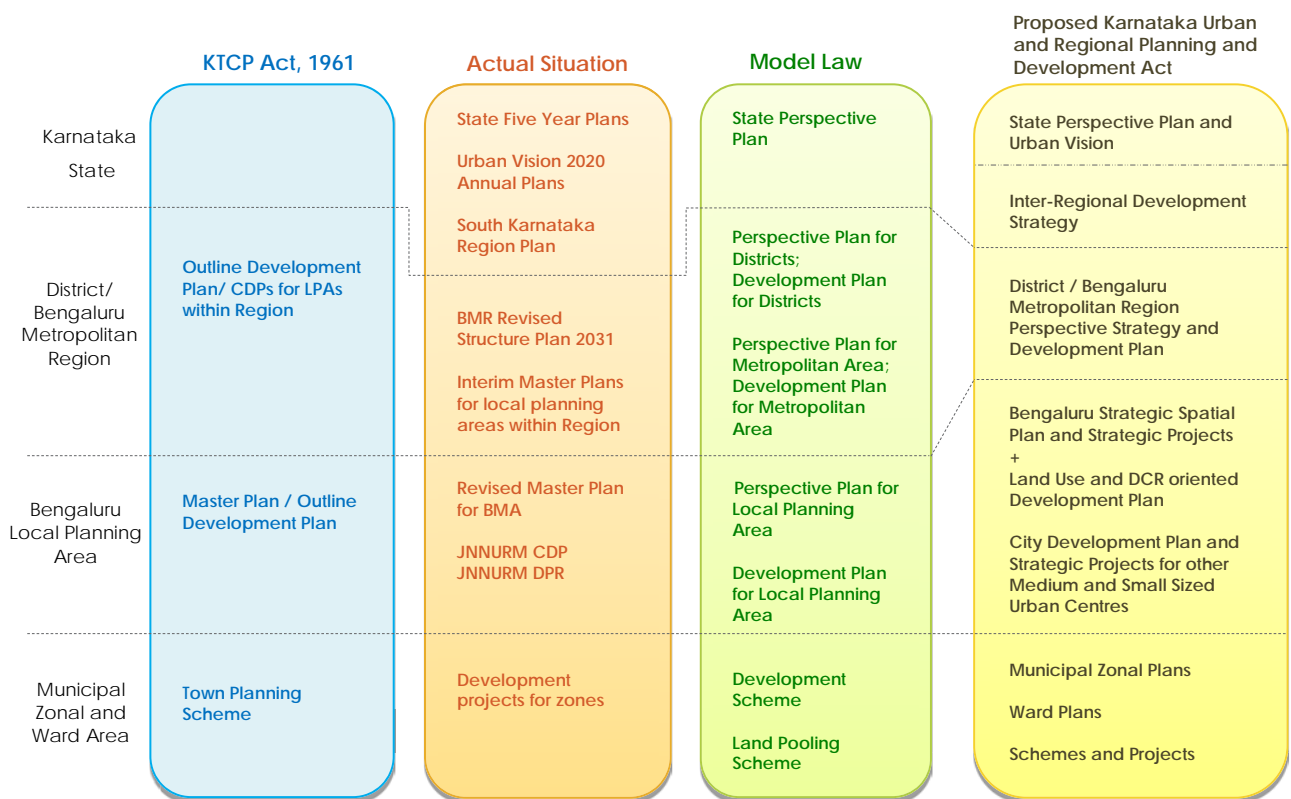 KTCP Act, 1961
Actual Situation
Model Law
Proposed Karnataka Urban
and Regional Planning and
Development Act
Karnataka
State
State Five Year Plans
Urban Vision 2020
Annual Plans
South Karnataka
Region Plan
State Perspective
Plan
State Perspective Plan and
Urban Vision
Inter-Regional Development
Strategy
District/
Bengaluru
Metropolitan
Region
Outline Development
Plan/ CDPs for LPAs
within Region
BMR Revised
Structure Plan 2031
Interim Master Plans
for local planning
areas within Region
Perspective Plan for
Districts;
Development Plan
for Districts
Perspective Plan for
Metropolitan Area;
Development Plan
for Metropolitan
Area
District / Bengaluru
Metropolitan Region
Perspective Strategy and
Development Plan
Bengaluru
Local Planning
Area
Master Plan / Outline
Development Plan
Revised Master Plan
for BMA
JNNURM CDP
JNNURM DPR
Perspective Plan for
Local Planning
Area
Development Plan
for Local Planning
Area
Bengaluru Strategic Spatial
Plan and Strategic Projects
+
Land Use and DCR oriented
Development Plan
City Development Plan and
Strategic Projects for other
Medium and Small Sized
Urban Centres
Municipal
Zonal and
Ward Area
Town Planning
Scheme
Development
projects for zones
Development
Scheme
Land Pooling
Scheme
Municipal Zonal Plans
Ward Plans
Schemes and Projects